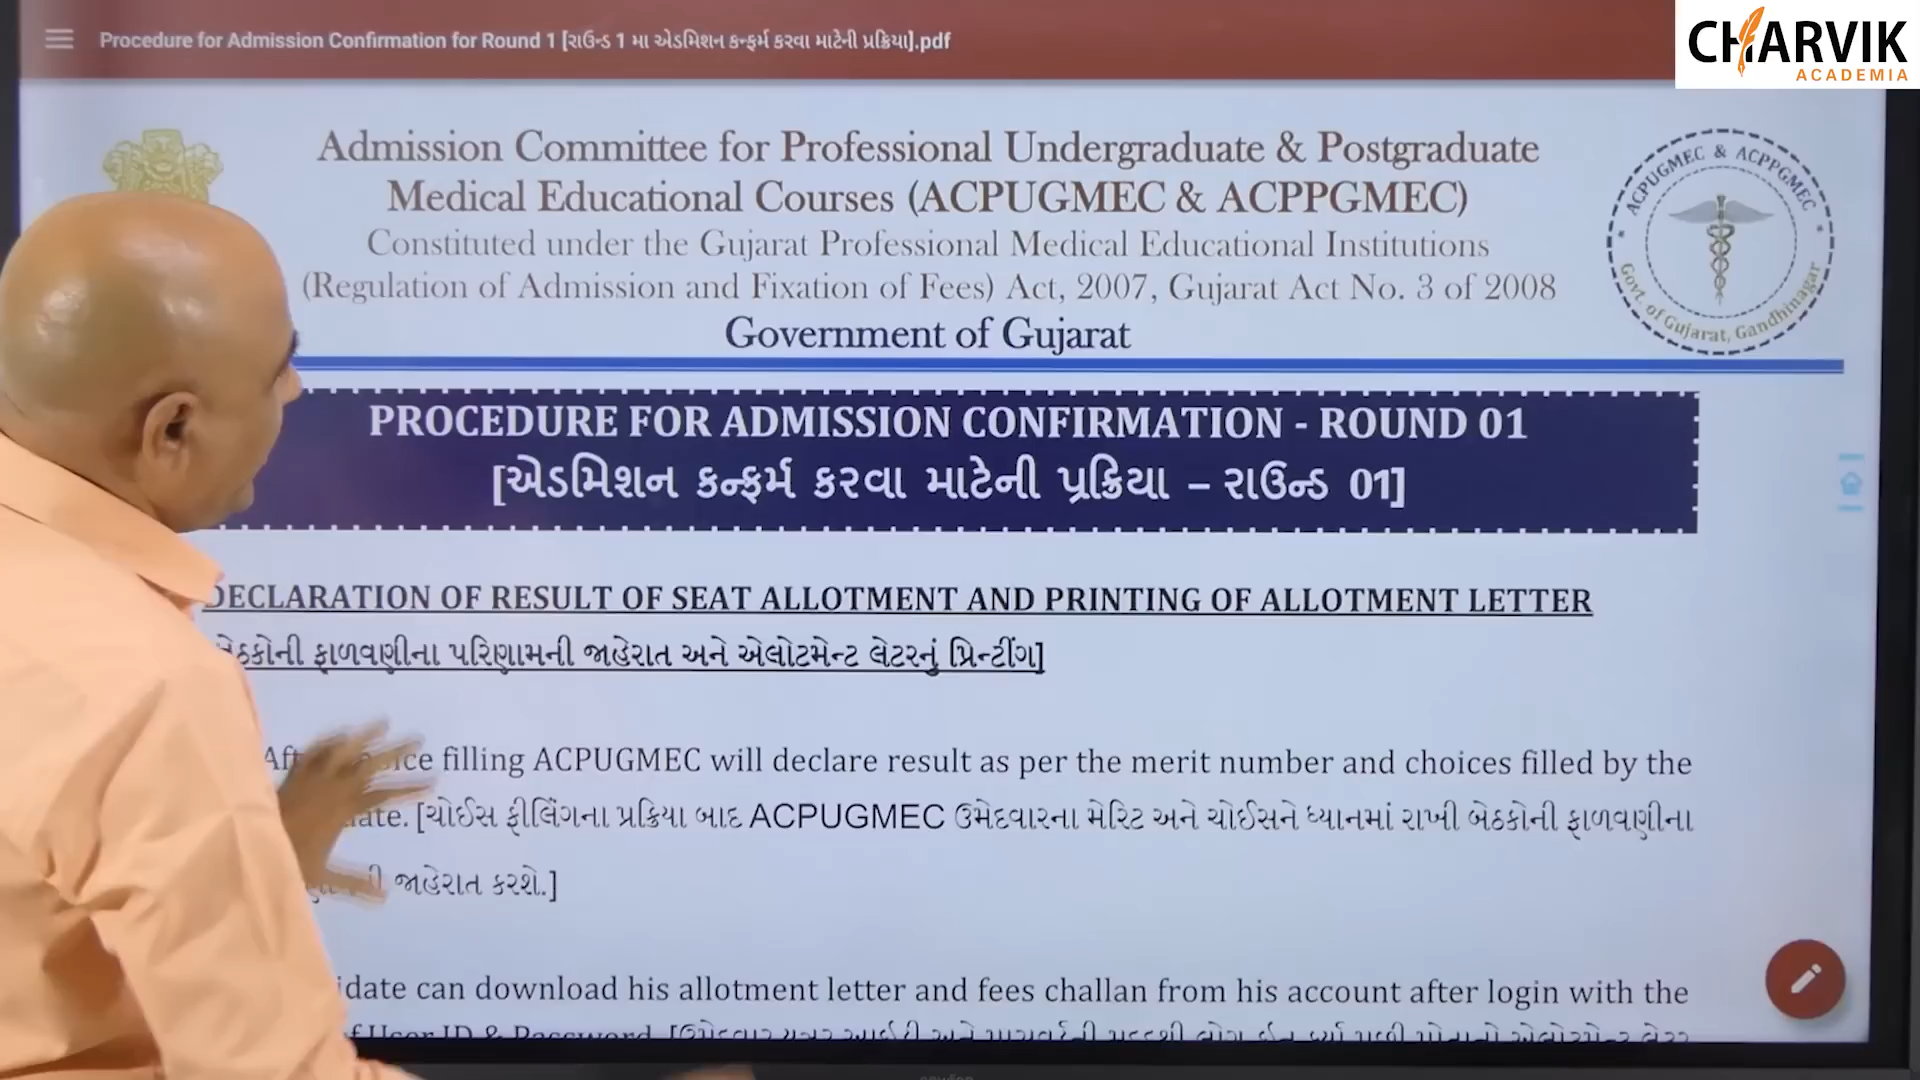 Procedure for Admission Confirmation for Round 1 [રાઉન્ડ 1 મા એડમિશન કન્ફર્મ કરવા માટેની પ્રક્રિયા].pdf
CHARVIK
ACADEMIA
Admission Committee for Professional Undergraduate & Postgraduate
Medical Educational Courses (ACPUGMEC & ACPPGMEC)
Constituted under the Gujarat Professional Medical Educational Institutions
(Regulation of Admission and Fixation of Fees) Act, 2007, Gujarat Act No. 3 of 2008
Government of Gujarat
ACPUGMEC & ACPPGMEC
Govt. of Gujarat, Gandhinagar
PROCEDURE FOR ADMISSION CONFIRMATION - ROUND 01
[એડમિશન કન્ફર્મ કરવા માટેની પ્રક્રિયા – રાઉન્ડ 01]
DECLARATION OF RESULT OF SEAT ALLOTMENT AND PRINTING OF ALLOTMENT LETTER
બેઠકોની ફાળવણીના પરિણામની જાહેરાત અને એલોટમેન્ટ લેટરનું પ્રિન્ટીંગ]
filling ACPUGMEC will declare result as per the merit number and choices filled by the
[ચોઈસ ફીલિંગના પ્રક્રિયા બાદ ACPUGMEC ઉમેદવારના મેરિટ અને ચોઈસને ધ્યાનમાં રાખી બેઠકોની ફાળવણીના
જાહેરાત કરશે.]
can download his allotment letter and fees challan from his account after login with the
User ID & Password.